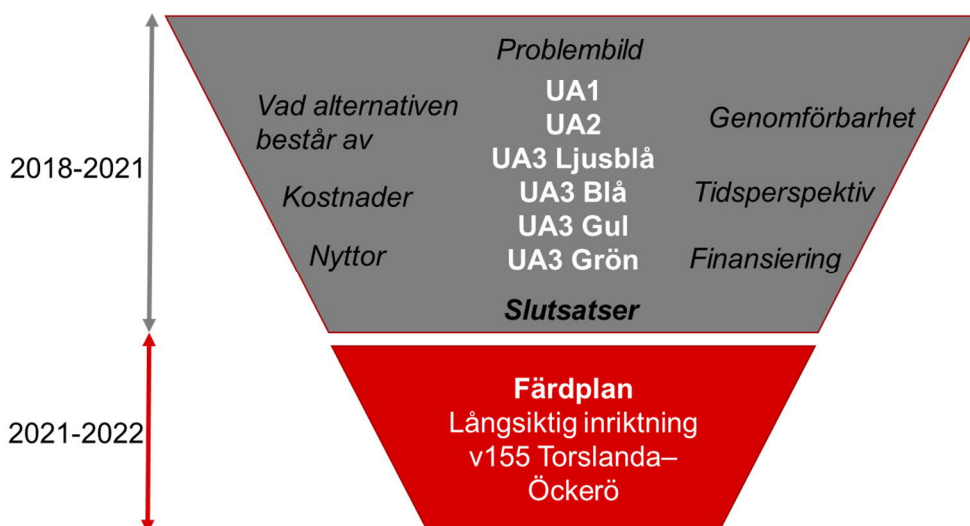 2018-2021
2021-2022
Problembild
Vad alternativen
består av
Kostnader
Nyttor
UA1
UA2
UA3 Ljusblå
UA3 Blå
UA3 Gul
UA3 Grön
Genomförbarhet
Tidsperspektiv
Finansiering
Slutsatser
Färdplan
Långsiktig inriktning
v155 Torslanda–
Öckerö